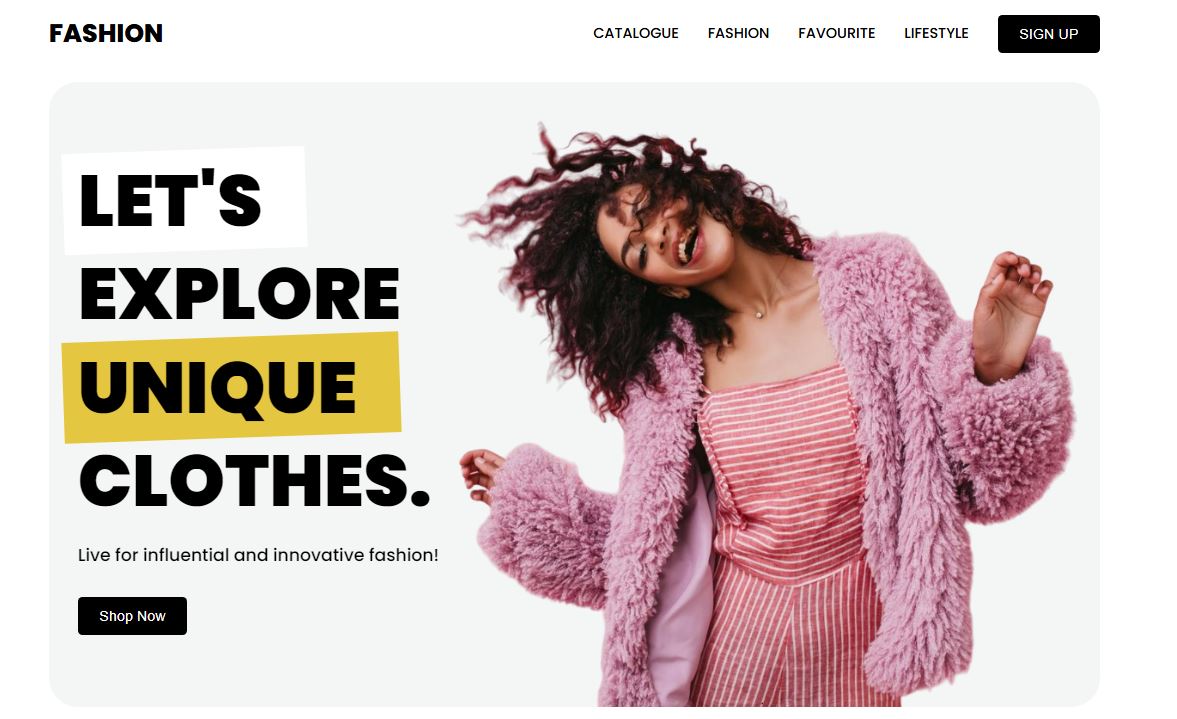 FASHION
CATALOGUE FASHION FAVOURITE LIFESTYLE SIGN UP
LET'S
EXPLORE
UNIQUE
CLOTHES.
Live for influential and innovative fashion!
Shop Now